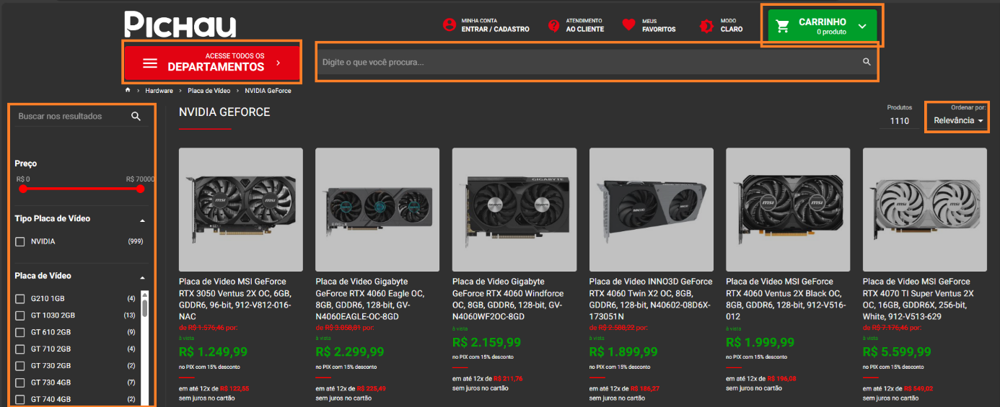 PICHAU
MINHA CONTA
ENTRAR / CADASTRO
ATENDIMENTO
AO CLIENTE
MEUS
FAVORITOS
MODO
CLARO
CARRINHO
0 produto
ACESSE TODOS OS
DEPARTAMENTOS
Digite o que você procura...
Hardware › Placa de Vídeo › NVIDIA GeForce
Buscar nos resultados
Preço
R$ 0
R$ 70000
Tipo Placa de Vídeo
NVIDIA (999)
Placa de Vídeo
G210 1GB (4)
GT 1030 2GB (13)
GT 610 2GB (9)
GT 710 2GB (4)
GT 730 2GB (2)
GT 730 4GB (7)
GT 740 4GB (2)
NVIDIA GEFORCE
Produtos
1110
Ordenar por:
Relevância
msi
msi
Placa de Video MSI GeForce
RTX 3050 Ventus 2X OC, 6GB,
GDDR6, 96-bit, 912-V812-016-
NAC
de R$ 1.576,46 por:
à vista
R$ 1.249,99
no PIX com 15% desconto
em até 12x de R$ 122,55
sem juros no cartão
EAGLE
Placa de Video Gigabyte
GeForce RTX 4060 Eagle OC,
8GB, GDDR6, 128-bit, GV-
N4060EAGLE-OC-8GD
de R$ 3.058,81 por:
à vista
R$ 2.299,99
no PIX com 15% desconto
em até 12x de R$ 225,49
sem juros no cartão
GIGABYTE
Placa de Video Gigabyte
GeForce RTX 4060 Windforce
OC, 8GB, GDDR6, 128-bit, GV-
N4060WF2OC-8GD
à vista
R$ 2.159,99
no PIX com 15% desconto
em até 12x de R$ 211,76
sem juros no cartão
INNO3D
Placa de Video INNO3D GeForce
RTX 4060 Twin X2 OC, 8GB,
GDDR6, 128-bit, N40602-08D6X-
173051N
de R$ 2.588,22 por:
à vista
R$ 1.899,99
no PIX com 15% desconto
em até 12x de R$ 186,27
sem juros no cartão
msi
msi
Placa de Video MSI GeForce
RTX 4060 Ventus 2X Black OC,
8GB, GDDR6, 128-bit, 912-V516-
012
à vista
R$ 1.999,99
no PIX com 15% desconto
em até 12x de R$ 196,08
sem juros no cartão
msi
msi
Placa de Video MSI GeForce
RTX 4070 TI Super Ventus 2X
OC, 16GB, GDDR6X, 256-bit,
White, 912-V513-629
de R$ 7.176,46 por:
à vista
R$ 5.599,99
no PIX com 15% desconto
em até 12x de R$ 549,02
sem juros no cartão